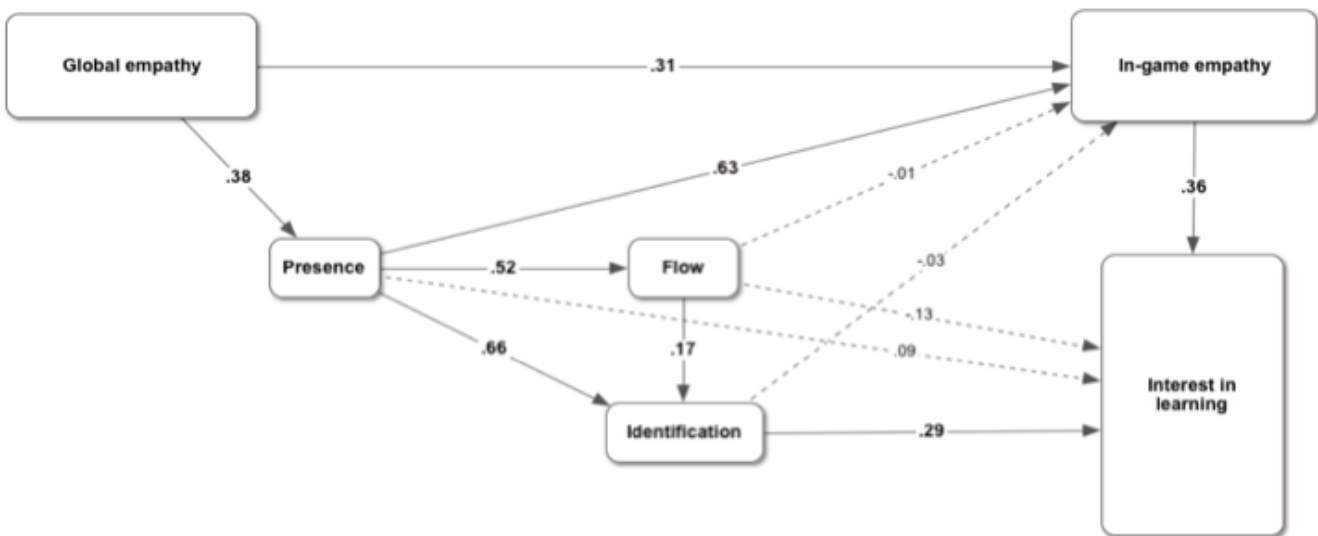 Global empathy
.31
In-game empathy
.38
.63
-.01
.36
Presence
.52
Flow
-.03
-.13
.66
.17
.09
Interest in
learning
Identification
.29